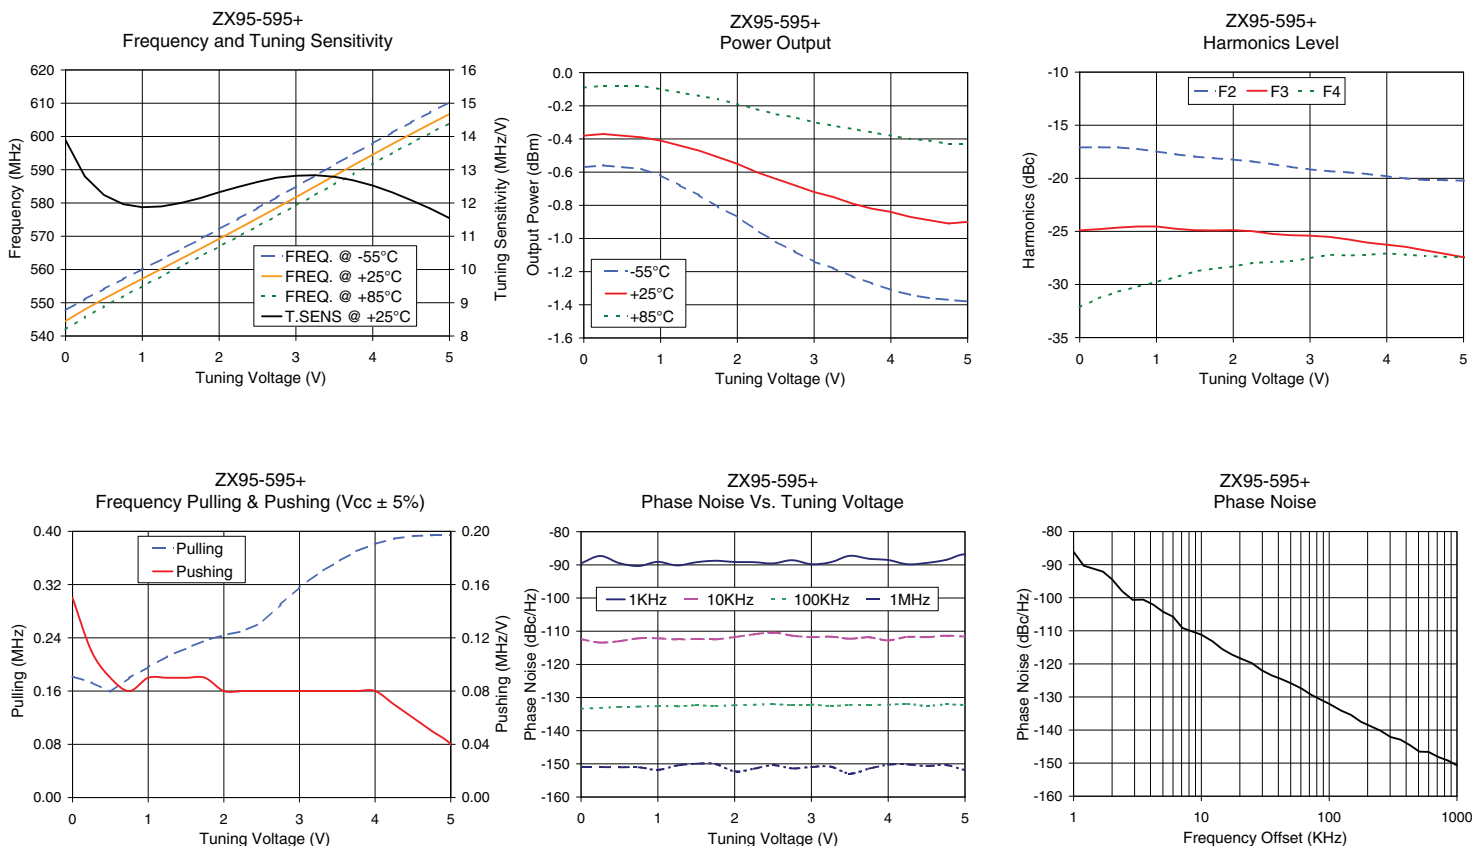 ZX95-595+
Frequency and Tuning Sensitivity
620
610
600
590
580
570
560
550
540
16
15
14
13
12
11
10
9
8
Frequency (MHz)
Tuning Sensitivity (MHz/V)
FREQ. @ -55°C
FREQ. @ +25°C
FREQ. @ +85°C
T.SENS @ +25°C
0 1 2 3 4 5
Tuning Voltage (V)
ZX95-595+
Power Output
0.0
-0.2
-0.4
-0.6
-0.8
-1.0
-1.2
-1.4
-1.6
Output Power (dBm)
-55°C
+25°C
+85°C
0 1 2 3 4 5
Tuning Voltage (V)
ZX95-595+
Harmonics Level
-10
-15
-20
-25
-30
-35
Harmonics (dBc)
F2 F3 F4
0 1 2 3 4 5
Tuning Voltage (V)
ZX95-595+
Frequency Pulling & Pushing (Vcc ± 5%)
0.40
0.32
0.24
0.16
0.08
0.00
0.20
0.16
0.12
0.08
0.04
0.00
Pulling (MHz)
Pushing (MHz/V)
Pulling
Pushing
0 1 2 3 4 5
Tuning Voltage (V)
ZX95-595+
Phase Noise Vs. Tuning Voltage
-80
-90
-100
-110
-120
-130
-140
-150
-160
Phase Noise (dBc/Hz)
1KHz 10KHz 100KHz 1MHz
0 1 2 3 4 5
Tuning Voltage (V)
ZX95-595+
Phase Noise
-80
-90
-100
-110
-120
-130
-140
-150
-160
Phase Noise (dBc/Hz)
1 10 100 1000
Frequency Offset (KHz)